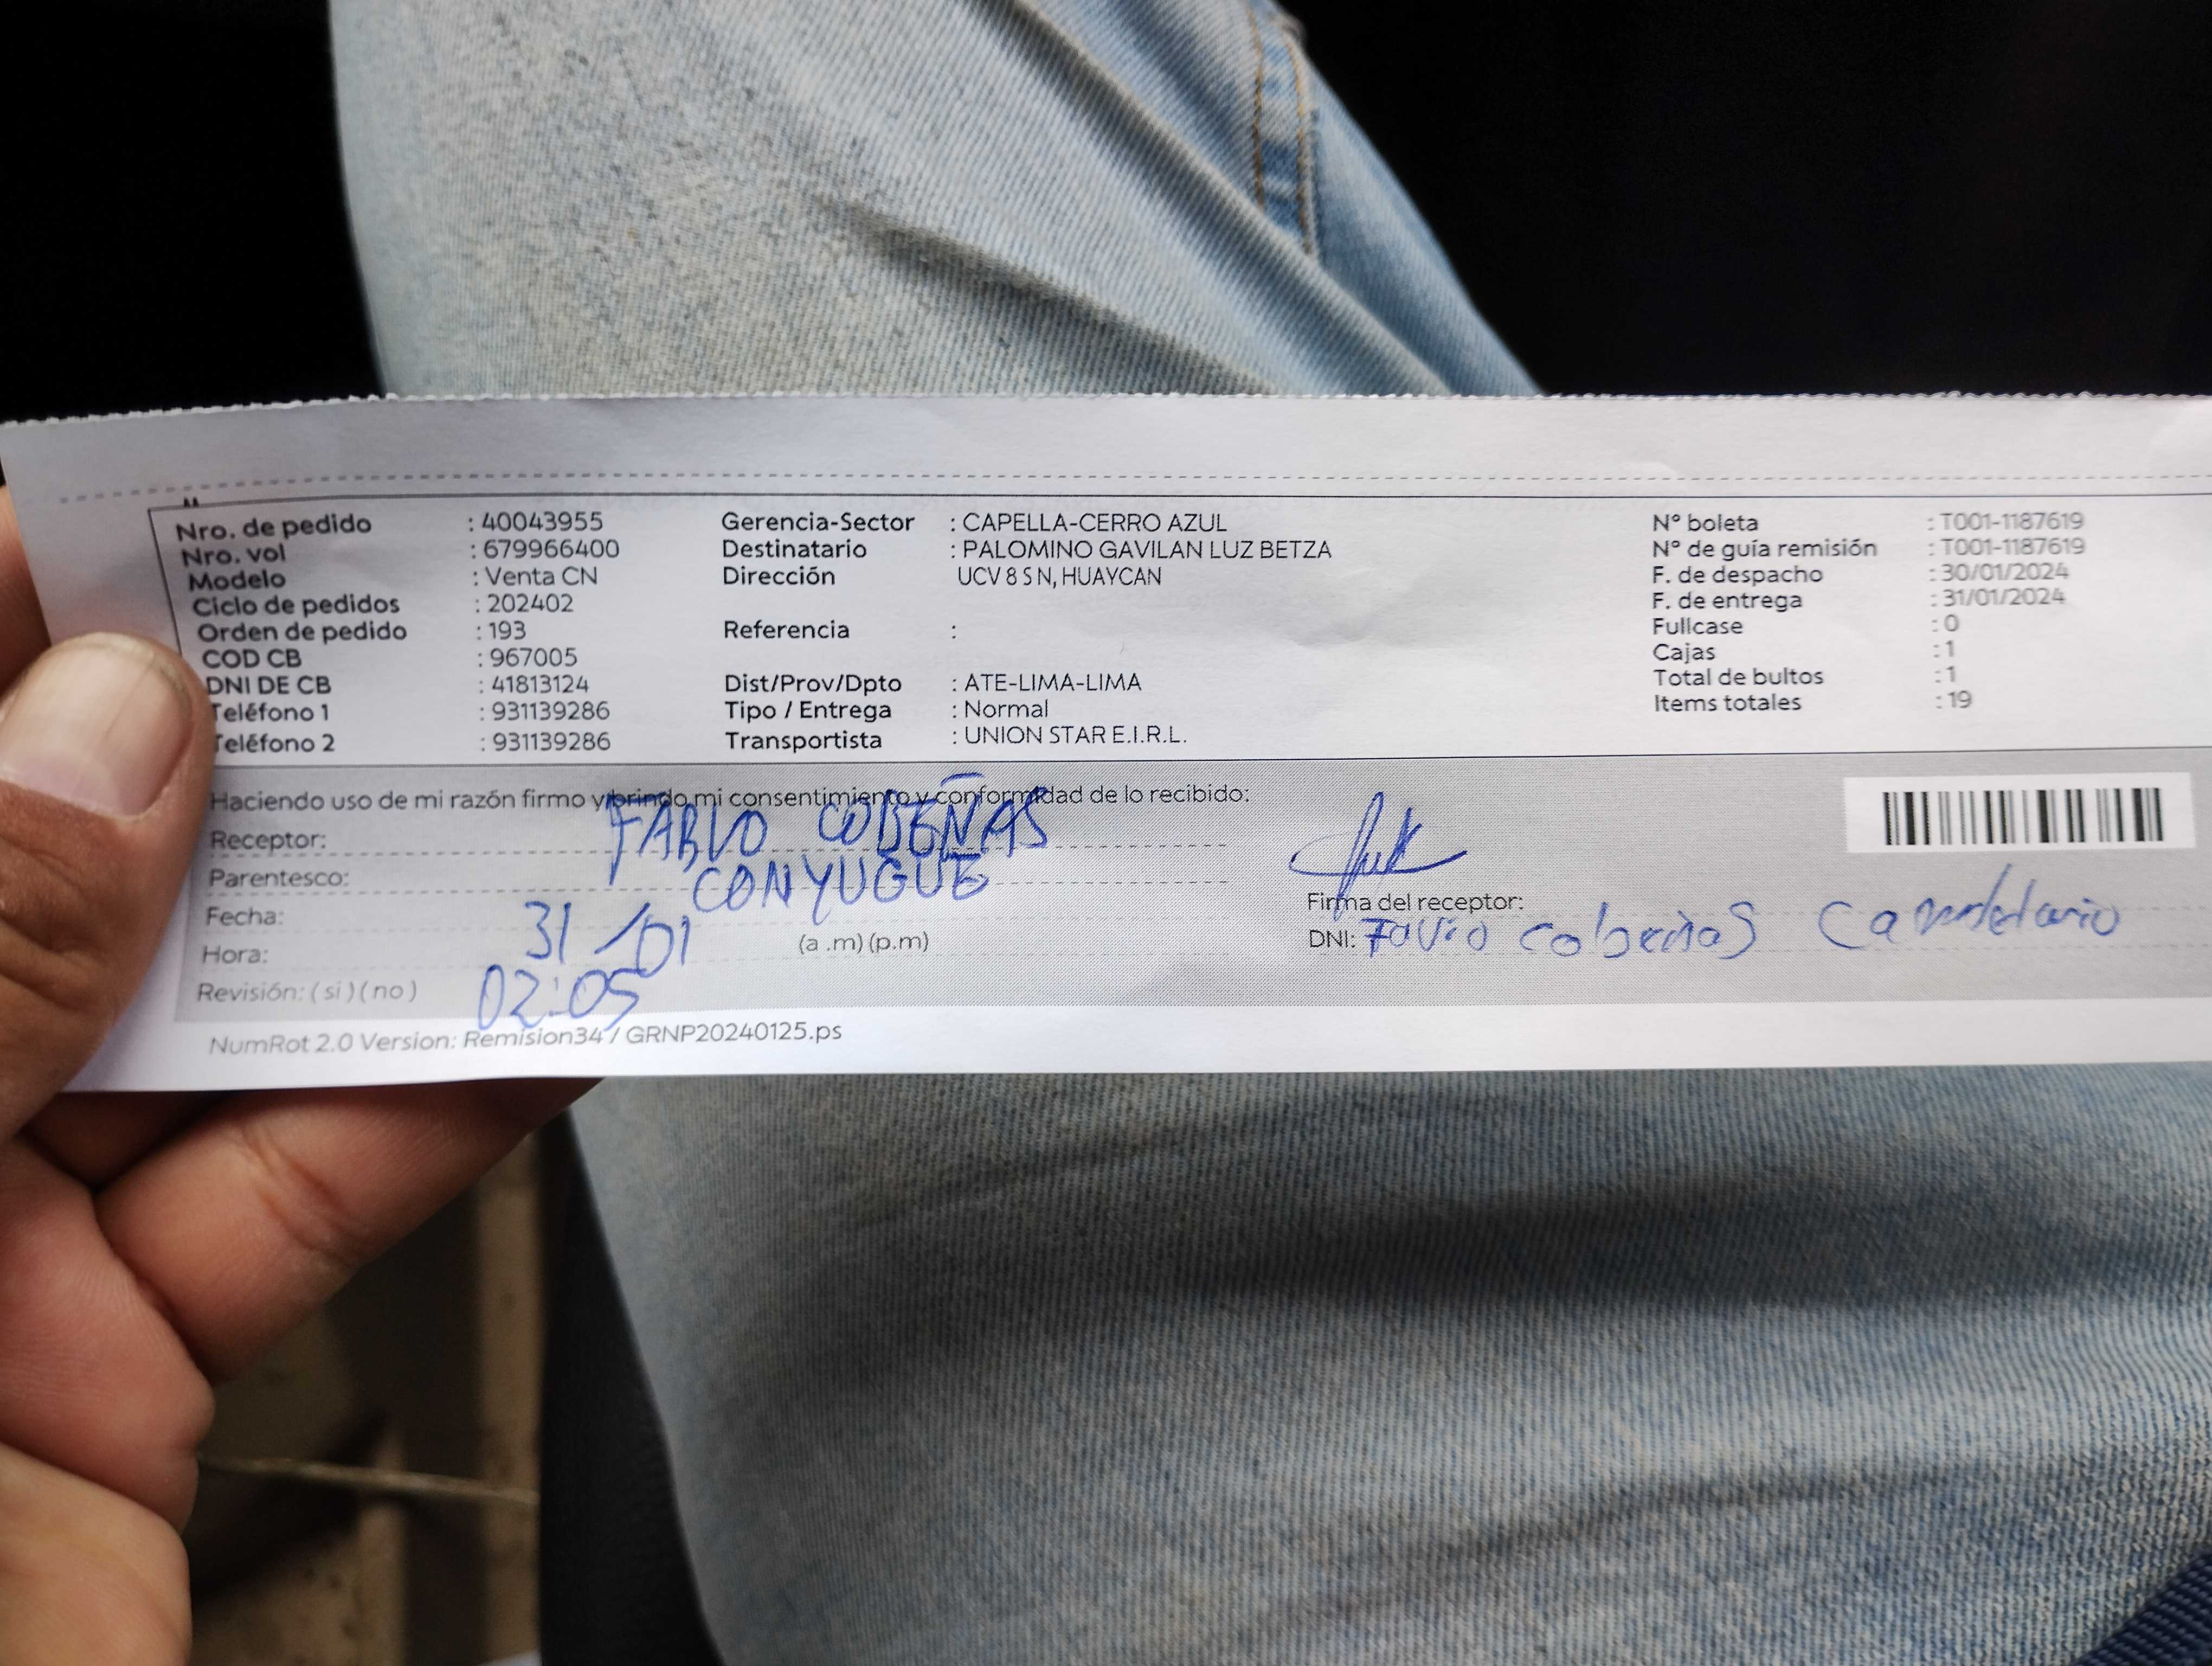 Nro. de pedido : 40043955 Gerencia-Sector : CAPELLA-CERRO AZUL Nº boleta : T001-1187619
Nro. vol : 679966400 Destinatario : PALOMINO GAVILAN LUZ BETZA Nº de guía remisión : T001-1187619
Modelo : Venta CN Dirección UCV 8 S N, HUAYCAN F. de despacho : 30/01/2024
Ciclo de pedidos : 202402 F. de entrega : 31/01/2024
Orden de pedido : 193 Referencia : Fullcase : 0
COD CB : 967005 Cajas : 1
DNI DE CB : 41813124 Dist/Prov/Dpto : ATE-LIMA-LIMA Total de bultos : 1
Teléfono 1 : 931139286 Tipo / Entrega : Normal Items totales : 19
Teléfono 2 : 931139286 Transportista : UNION STAR E.I.R.L.
Haciendo uso de mi razón firmo y brindo mi consentimiento y conformidad de lo recibido:
Receptor: COBEÑAS
Parentesco: CONYUGUE
Fecha: 31/01 Firma del receptor:
Hora: 02:05 (a .m) (p.m) DNI: Cobeñas Candelario
Revisión: ( si ) ( no )
NumRot 2.0 Version: Remision34 / GRNP20240125.ps